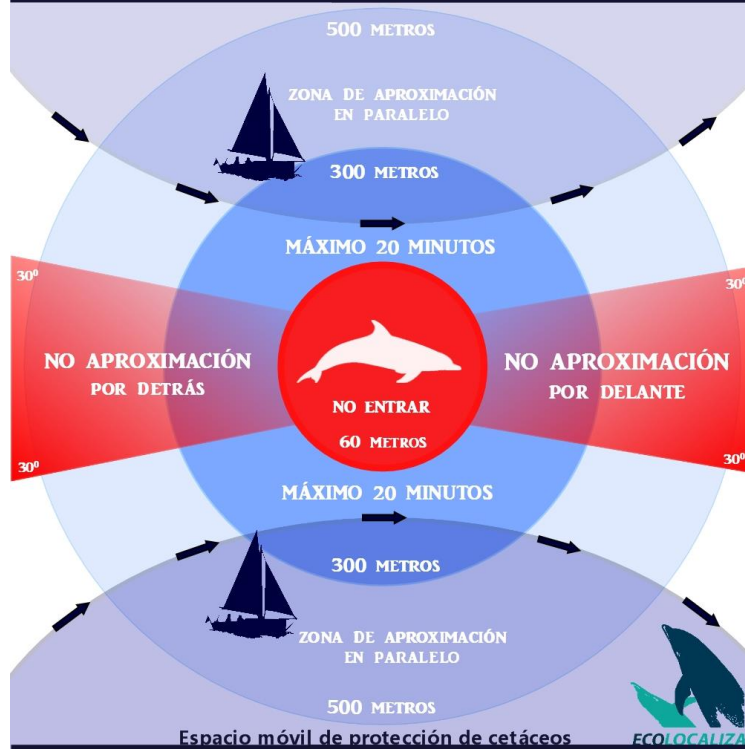 500 METROS
ZONA DE APROXIMACIÓN
EN PARALELO
300 METROS
MÁXIMO 20 MINUTOS
30º
30º
NO APROXIMACIÓN
POR DETRÁS
NO APROXIMACIÓN
POR DELANTE
NO ENTRAR
60 METROS
30º
30º
MÁXIMO 20 MINUTOS
300 METROS
ZONA DE APROXIMACIÓN
EN PARALELO
500 METROS
Espacio móvil de protección de cetáceos
ECOLOCALIZA